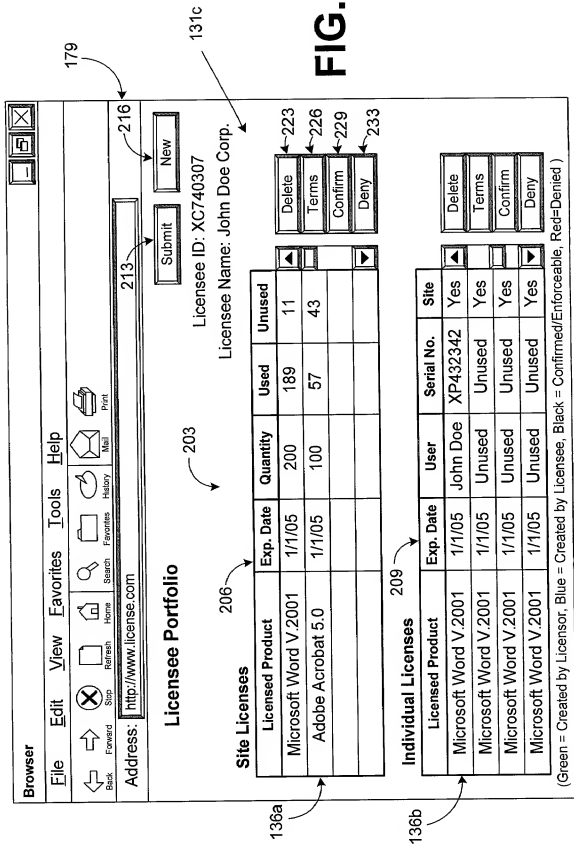 FIG.
Browser
File Edit View Favorites Tools Help
Back Forward Stop Refresh Home Search Favorites History Mail Print
Address: http://www.license.com
179
Licensee Portfolio
213 Submit 216 New
Licensee ID: XC740307
Licensee Name: John Doe Corp.
131c
203
206
Site Licenses
Licensed Product Exp. Date Quantity Used Unused
Microsoft Word V.2001 1/1/05 200 189 11
Adobe Acrobat 5.0 1/1/05 100 57 43
Delete 223
Terms 226
Confirm 229
Deny 233
136a
209
Individual Licenses
Licensed Product Exp. Date User Serial No. Site
Microsoft Word V.2001 1/1/05 John Doe XP432342 Yes
Microsoft Word V.2001 1/1/05 Unused Unused Yes
Microsoft Word V.2001 1/1/05 Unused Unused Yes
Microsoft Word V.2001 1/1/05 Unused Unused Yes
Delete
Terms
Confirm
Deny
136b
(Green = Created by Licensor, Blue = Created by Licensee, Black = Confirmed/Enforceable, Red=Denied )